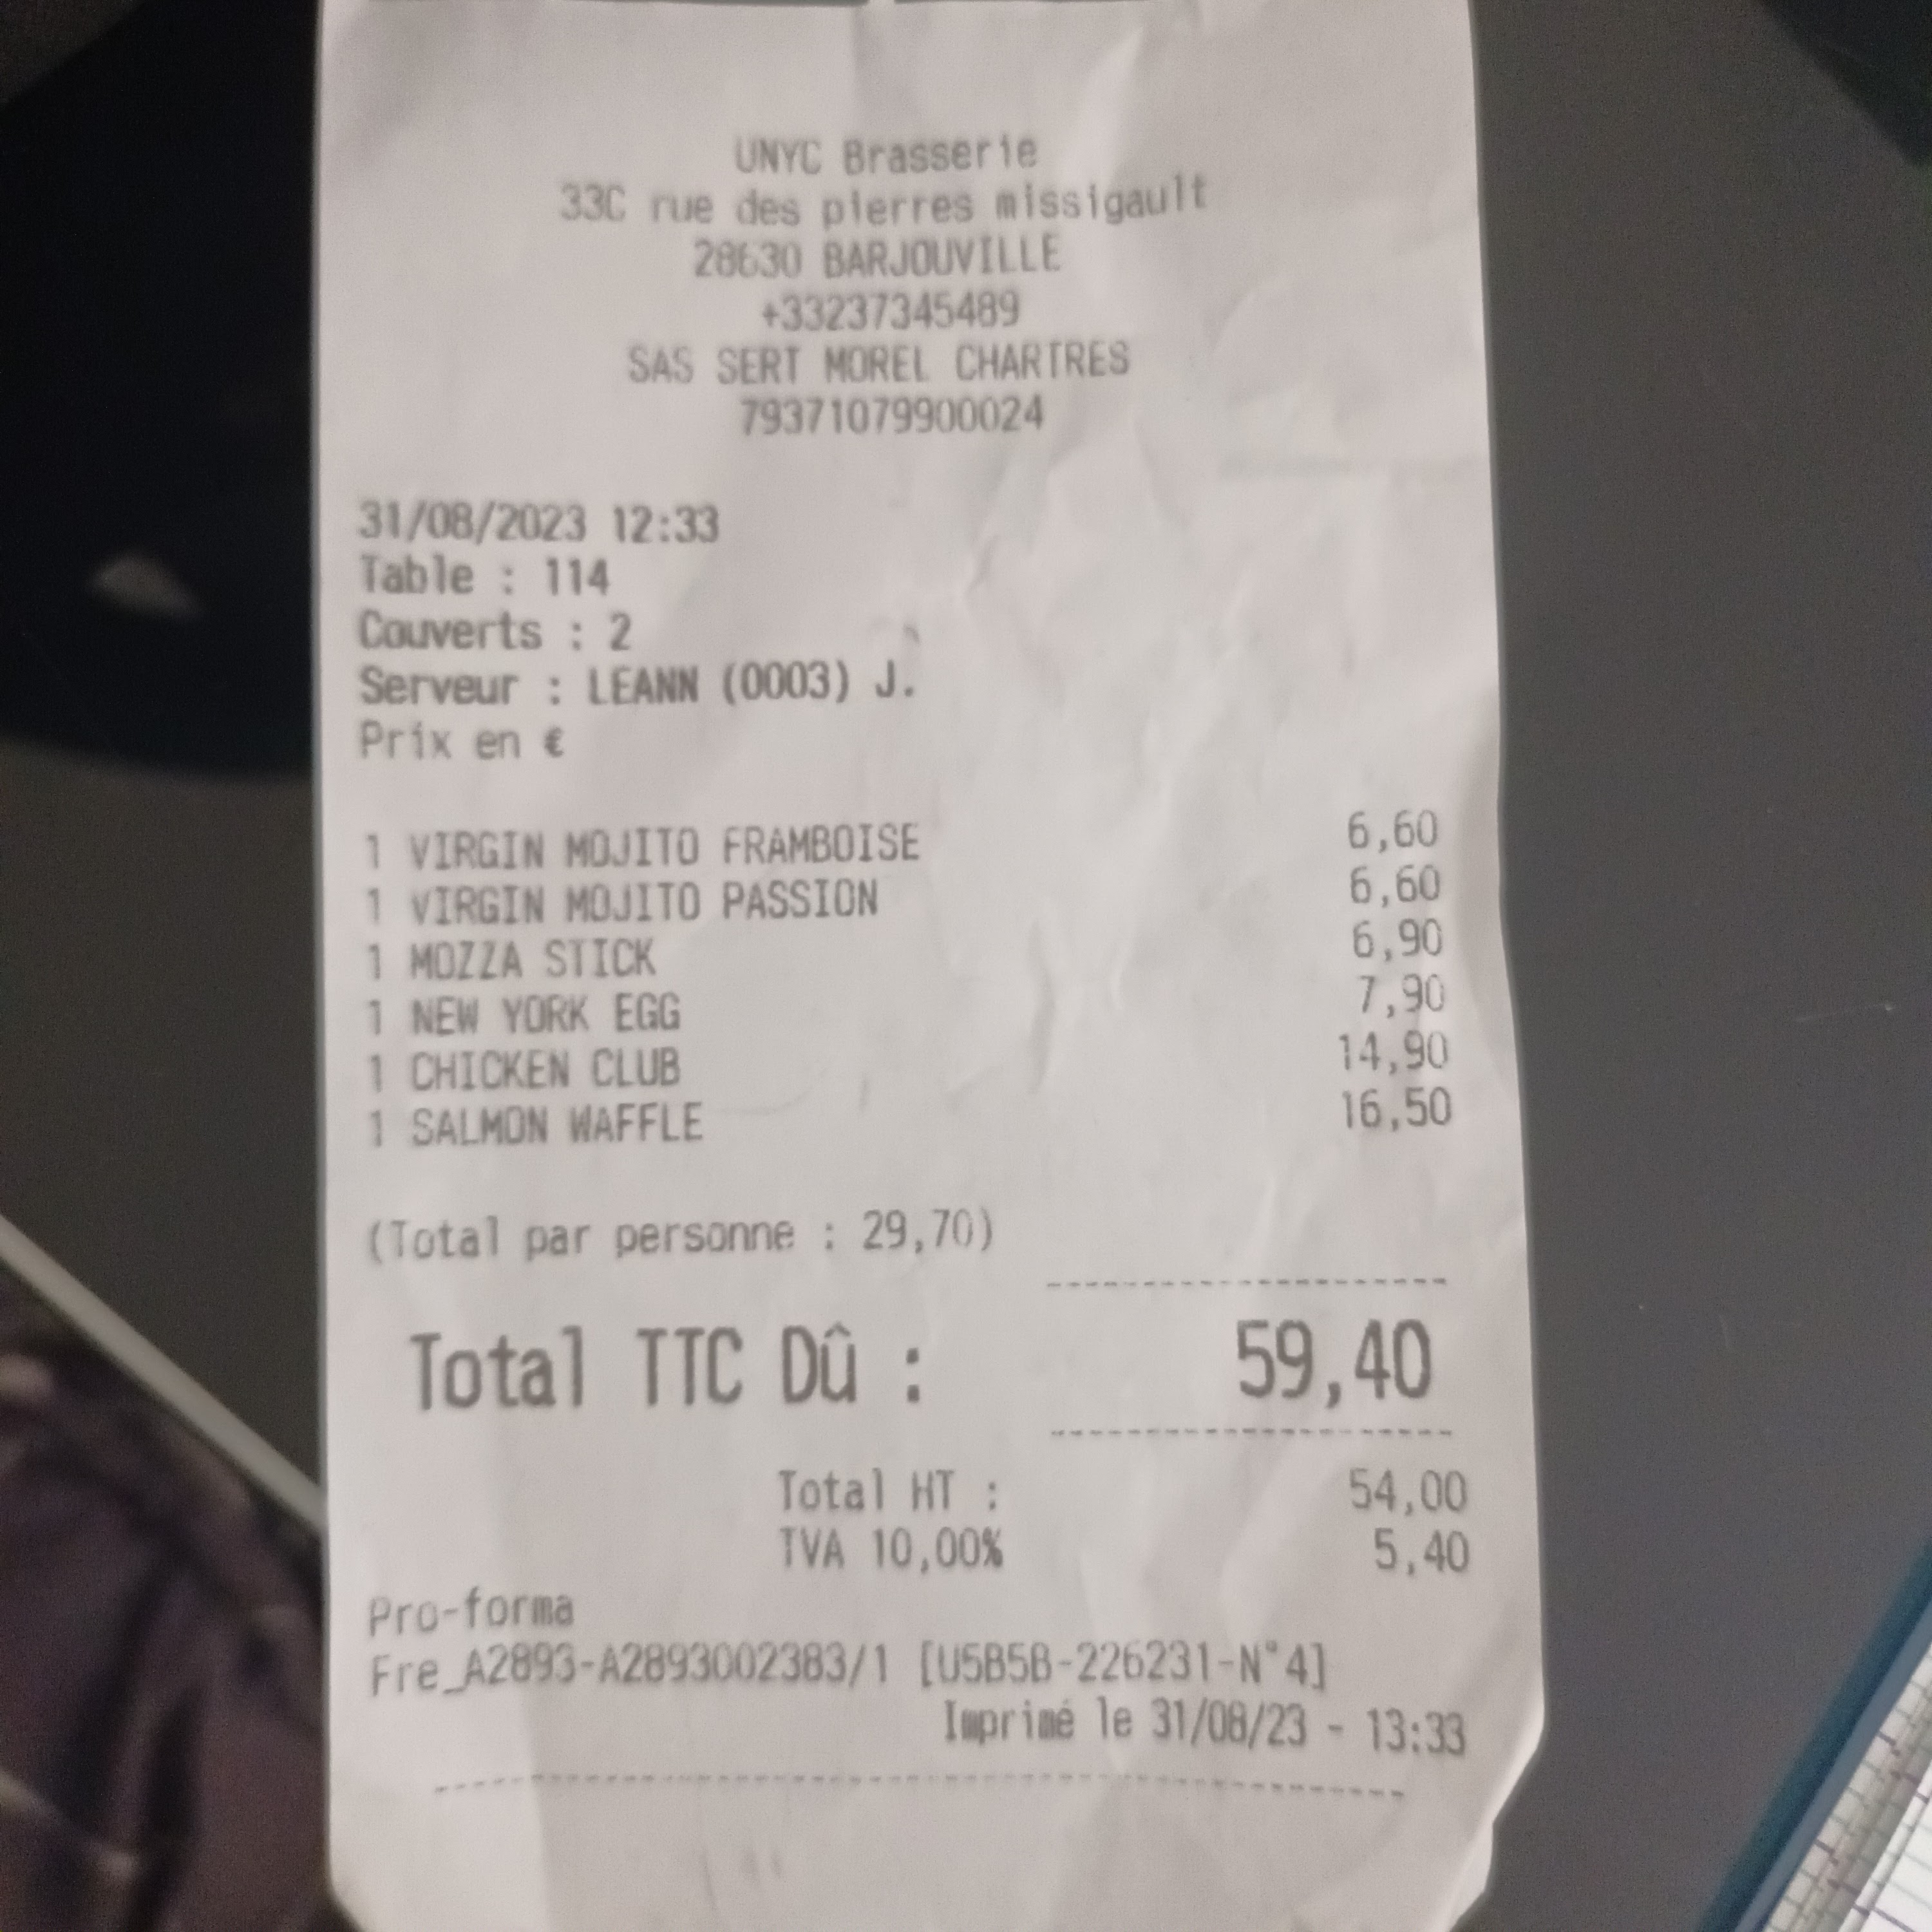 UNYC Brasserie
33C rue des pierres missigault
28630 BARJOUVILLE
+33237345489
SAS SERT MOREL CHARTRES
79371079900024
31/08/2023 12:33
Table : 114
Couverts : 2
Serveur : LEANN (0003) J.
Prix en €
1 VIRGIN MOJITO FRAMBOISE 6,60
1 VIRGIN MOJITO PASSION 6,60
1 MOZZA STICK 6,90
1 NEW YORK EGG 7,90
1 CHICKEN CLUB 14,90
1 SALMON WAFFLE 16,50
(Total par personne : 29,70)
Total TTC Dû : 59,40
Total HT : 54,00
TVA 10,00% 5,40
Pro-forma
Fre_A2893-A2893002383/1 [U5B5B-226231-N°4]
Imprimé le 31/08/23 - 13:33